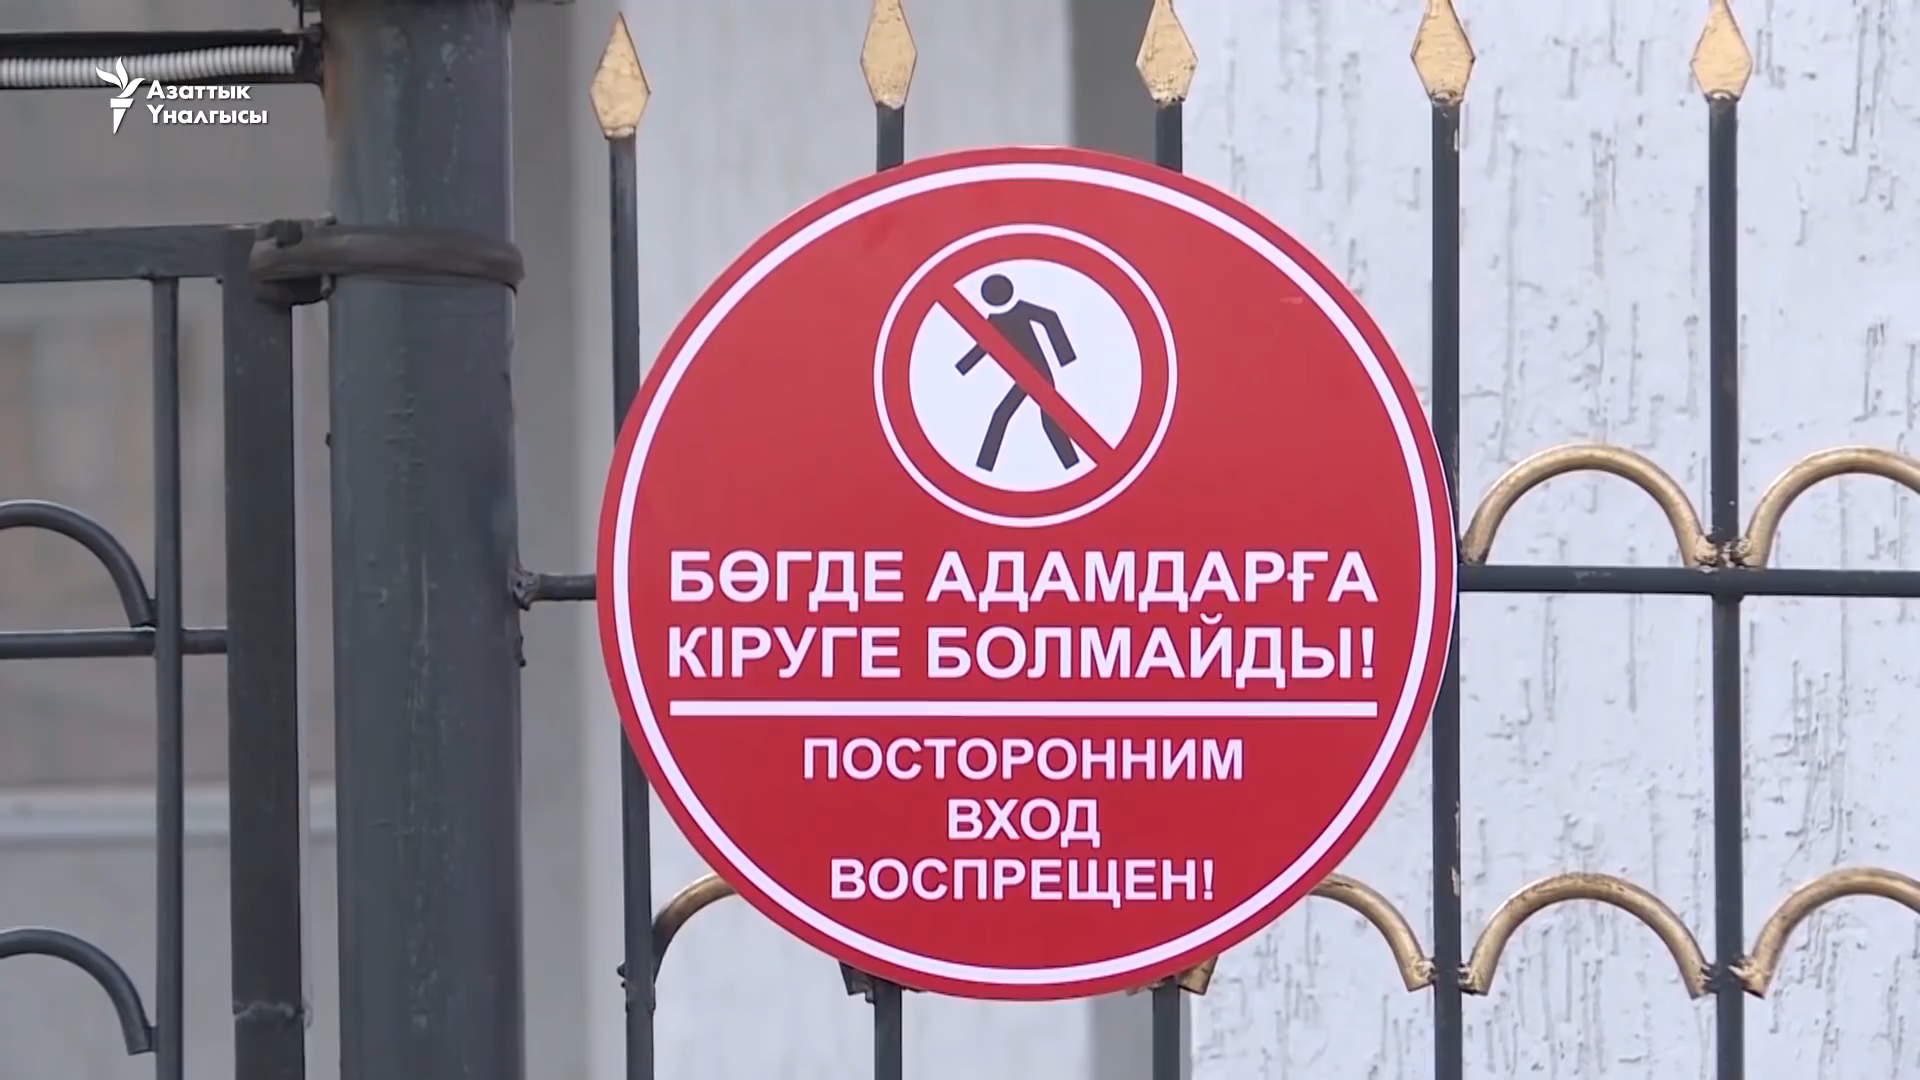 Азаттык
Үналгысы
БӨГДЕ АДАМДАРҒА
КІРУГЕ БОЛМАЙДЫ!
ПОСТОРОННИМ
ВХОД
ВОСПРЕЩЕН!